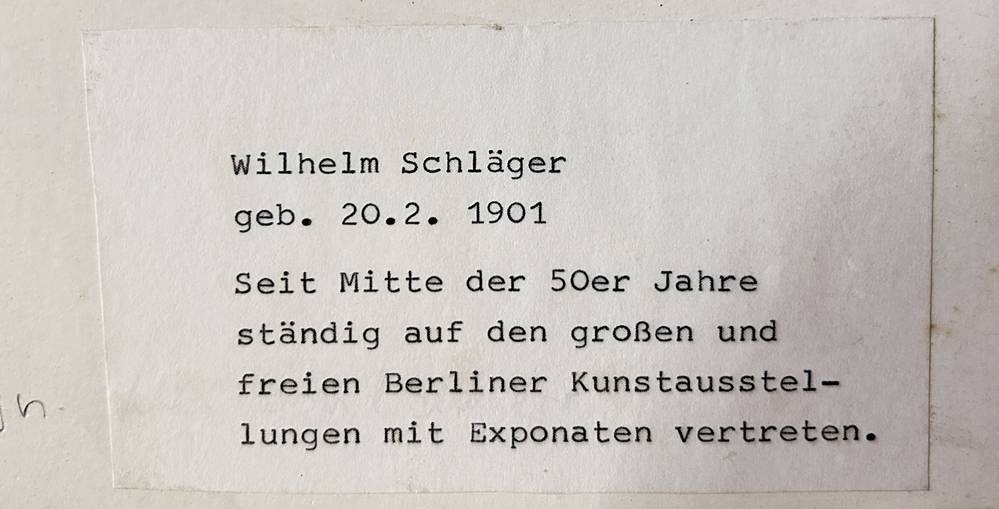 Wilhelm Schläger
geb. 20.2. 1901
Seit Mitte der 50er Jahre
ständig auf den großen und
freien Berliner Kunstausstel-
lungen mit Exponaten vertreten.